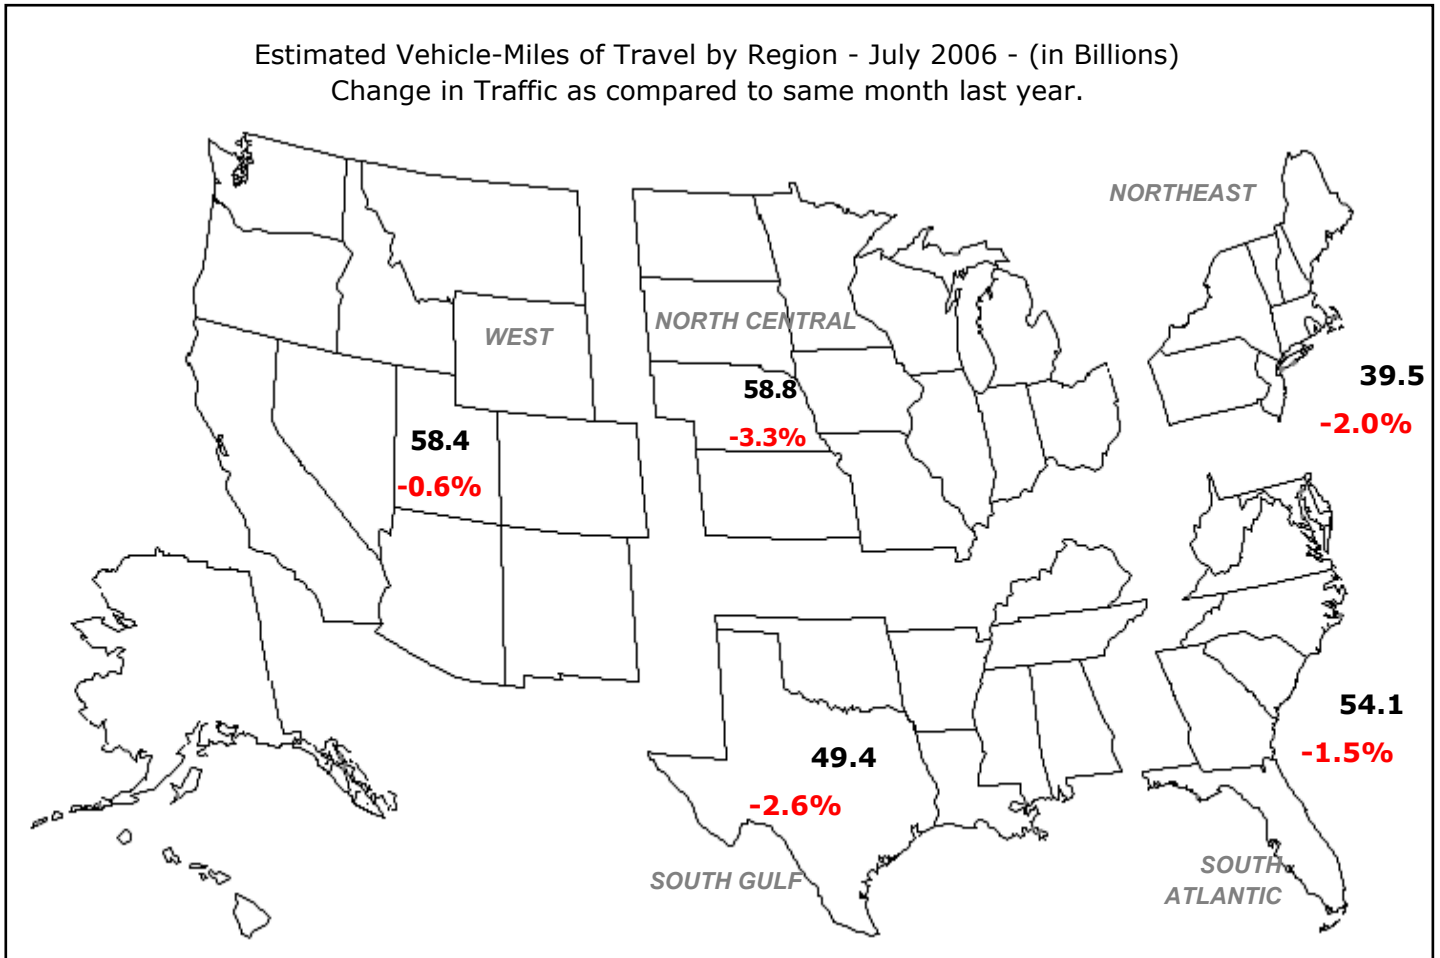 Estimated Vehicle-Miles of Travel by Region - July 2006 - (in Billions)
Change in Traffic as compared to same month last year.
NORTHEAST
39.5
-2.0%
WEST
58.4
-0.6%
NORTH CENTRAL
58.8
-3.3%
SOUTH GULF
49.4
-2.6%
SOUTH
ATLANTIC
54.1
-1.5%